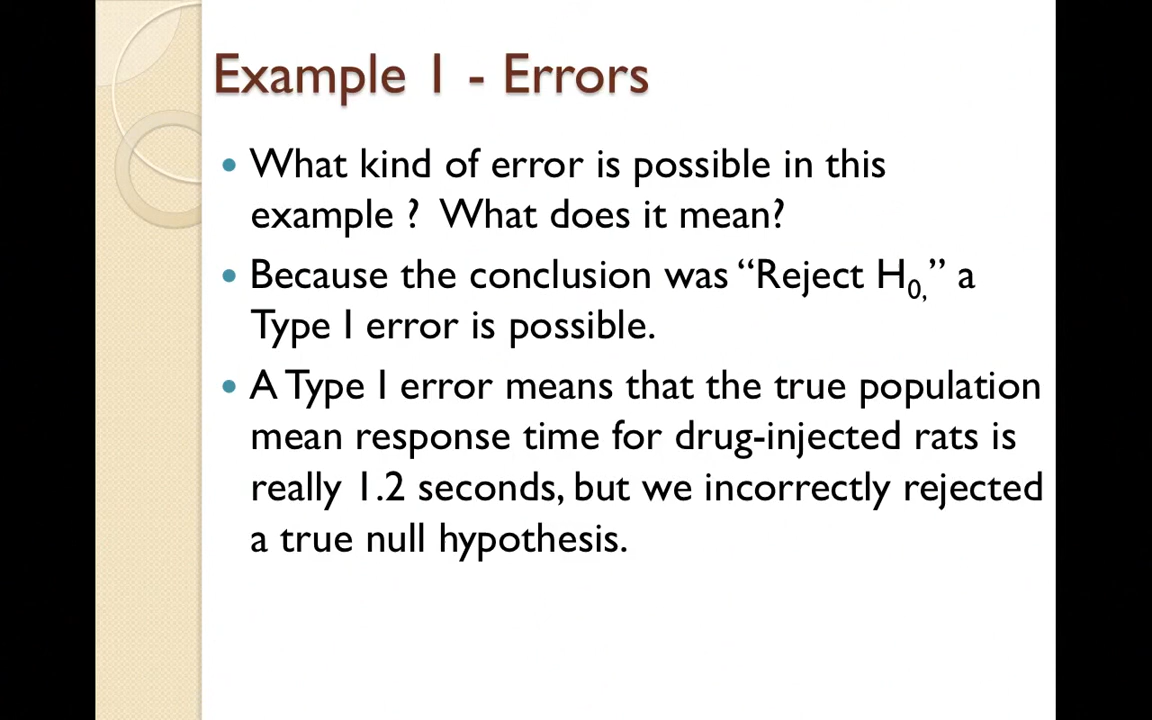 Example 1 - Errors
• What kind of error is possible in this
example ? What does it mean?
• Because the conclusion was “Reject H0,” a
Type I error is possible.
• A Type I error means that the true population
mean response time for drug-injected rats is
really 1.2 seconds, but we incorrectly rejected
a true null hypothesis.